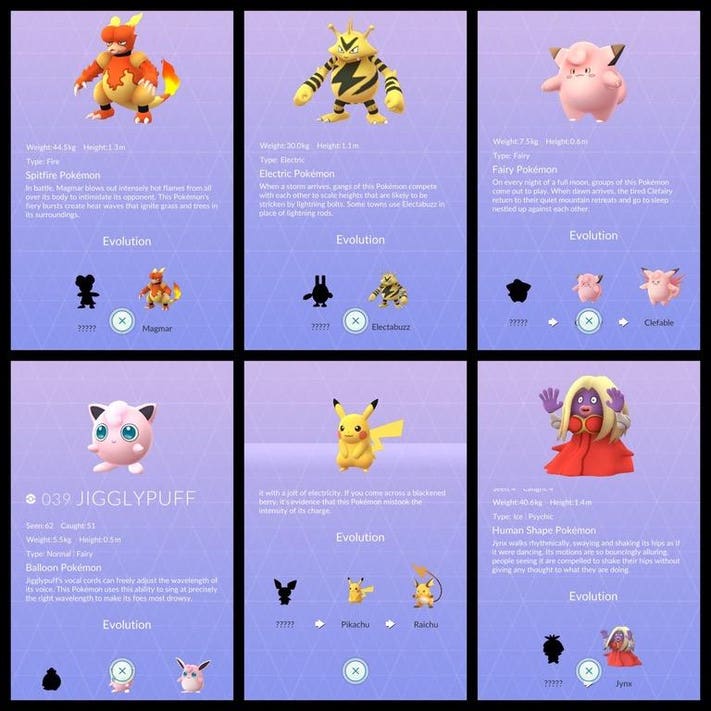 Weight:44.5kg Height:1.3m
Type: Fire
Spitfire Pokémon
In battle, Magmar blows out intensely hot flames from all
over its body to intimidate its opponent. This Pokémon's
fiery bursts create heat waves that ignite grass and trees in
its surroundings.
Evolution
?????
Magmar
Weight:30.0kg Height:1.1m
Type: Electric
Electric Pokémon
When a storm arrives, gangs of this Pokémon compete
with each other to scale heights that are likely to be
stricken by lightning bolts. Some towns use Electabuzz in
place of lightning rods.
Evolution
?????
Electabuzz
Weight:7.5kg Height:0.6m
Type: Fairy
Fairy Pokémon
On every night of a full moon, groups of this Pokémon
come out to play. When dawn arrives, the tired Clefairy
return to their quiet mountain retreats and go to sleep
nestled up against each other.
Evolution
?????
Clefable
039 JIGGLYPUFF
Seen:62 Caught:51
Weight:5.5kg Height:0.5m
Type: Normal | Fairy
Balloon Pokémon
Jigglypuff's vocal cords can freely adjust the wavelength of
its voice. This Pokémon uses this ability to sing at precisely
the right wavelength to make its foes most drowsy.
Evolution
it with a jolt of electricity. If you come across a blackened
berry, it's evidence that this Pokémon mistook the
intensity of its charge.
Evolution
?????
Pikachu
Raichu
Seen:4 Caught:4
Weight:40.6kg Height:1.4m
Type: Ice | Psychic
Human Shape Pokémon
Jynx walks rhythmically, swaying and shaking its hips as if
it were dancing. Its motions are so bouncingly alluring,
people seeing it are compelled to shake their hips without
giving any thought to what they are doing.
Evolution
?????
Jynx